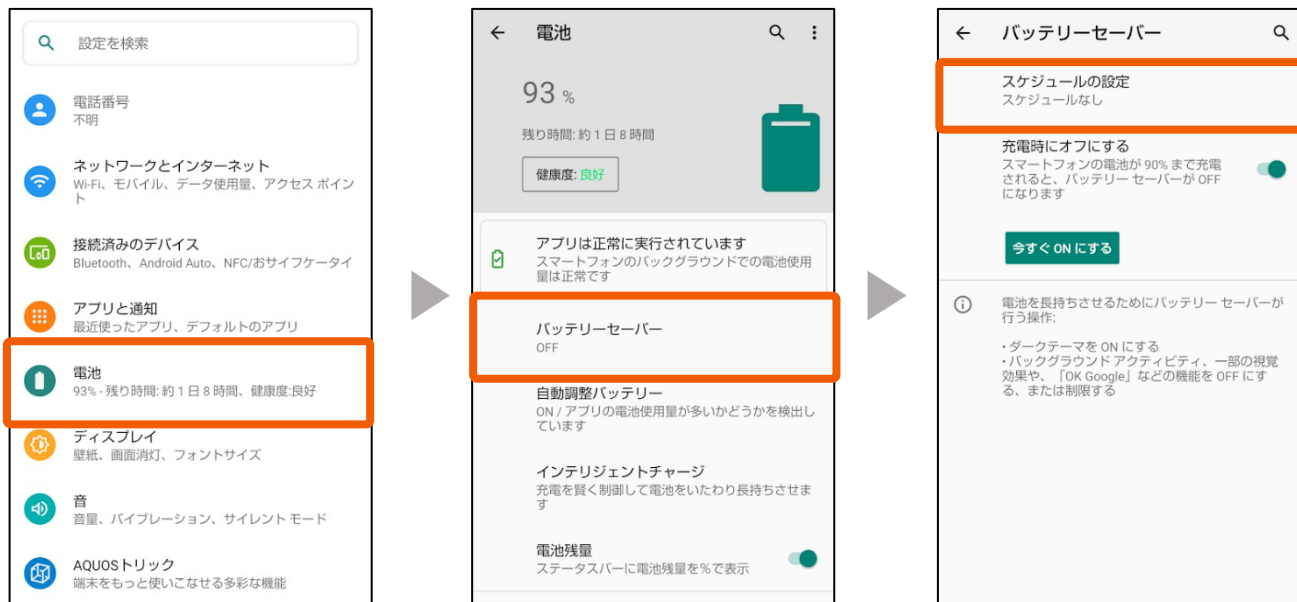 設定を検索
電話番号
不明
ネットワークとインターネット
Wi-Fi、モバイル、データ使用量、アクセス ポイン
ト
接続済みのデバイス
Bluetooth、Android Auto、NFC/おサイフケータイ
アプリと通知
最近使ったアプリ、デフォルトのアプリ
電池
93% - 残り時間: 約 1 日 8 時間、健康度:良好
ディスプレイ
壁紙、画面消灯、フォントサイズ
音
音量、バイブレーション、サイレント モード
AQUOSトリック
端末をもっと使いこなせる多彩な機能
電池
93 %
残り時間: 約 1 日 8 時間
健康度: 良好
アプリは正常に実行されています
スマートフォンのバックグラウンドでの電池使用
量は正常です
バッテリーセーバー
OFF
自動調整バッテリー
ON / アプリの電池使用量が多いかどうかを検出し
ています
インテリジェントチャージ
充電を賢く制御して電池をいたわり長持ちさせま
す
電池残量
ステータスバーに電池残量を%で表示
バッテリーセーバー
スケジュールの設定
スケジュールなし
充電時にオフにする
スマートフォンの電池が 90% まで充電
されると、バッテリー セーバーが OFF
になります
今すぐ ON にする
電池を長持ちさせるためにバッテリー セーバーが
行う操作:
・ダークテーマを ON にする
・バックグラウンド アクティビティ、一部の視覚
効果や、「OK Google」などの機能を OFF にす
る、または制限する